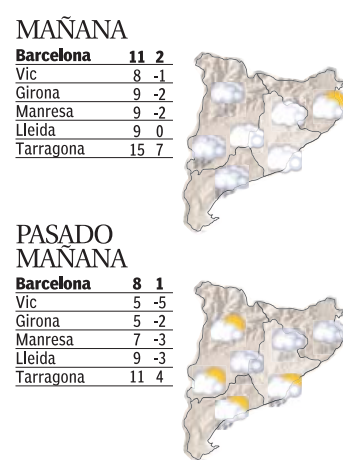 MAÑANA
Barcelona 11 2
Vic 8 -1
Girona 9 -2
Manresa 9 -2
Lleida 9 0
Tarragona 15 7
PASADO
MAÑANA
Barcelona 8 1
Vic 5 -5
Girona 5 -2
Manresa 7 -3
Lleida 9 -3
Tarragona 11 4